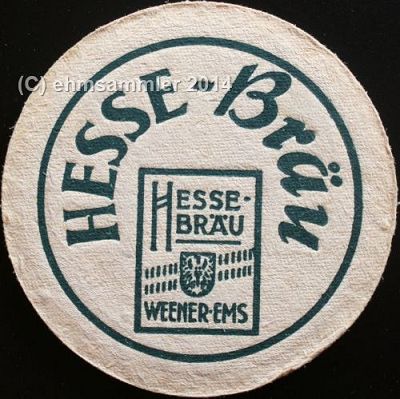 (C) ehmsammler 2014
HESSE Bräu
HESSE-
BRÄU
WEENER-EMS